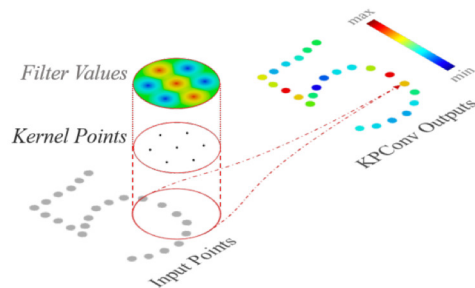 max
min
Filter Values
Kernel Points
KPConv Outputs
Input Points